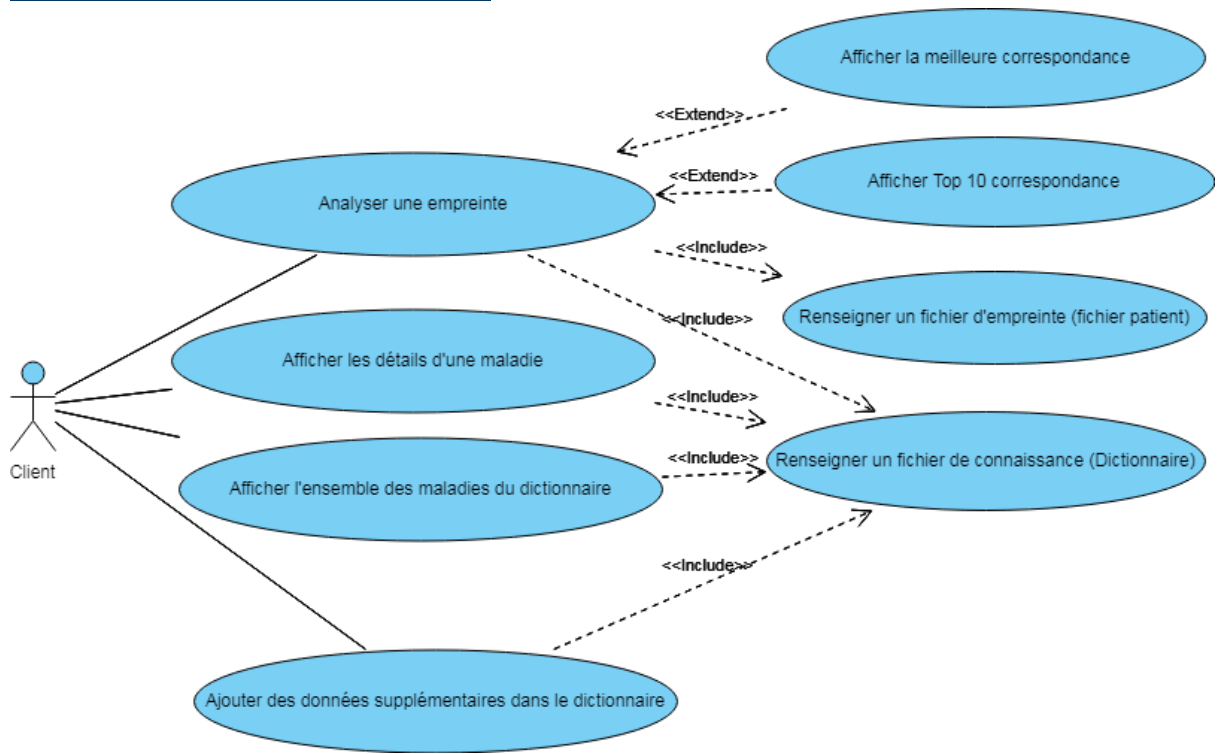 Afficher la meilleure correspondance
<<Extend>>
Afficher Top 10 correspondance
<<Extend>>
Analyser une empreinte
<<Include>>
Renseigner un fichier d'empreinte (fichier patient)
<<Include>>
Afficher les détails d'une maladie
<<Include>>
Client
Renseigner un fichier de connaissance (Dictionnaire)
<<Include>>
Afficher l'ensemble des maladies du dictionnaire
<<Include>>
Ajouter des données supplémentaires dans le dictionnaire